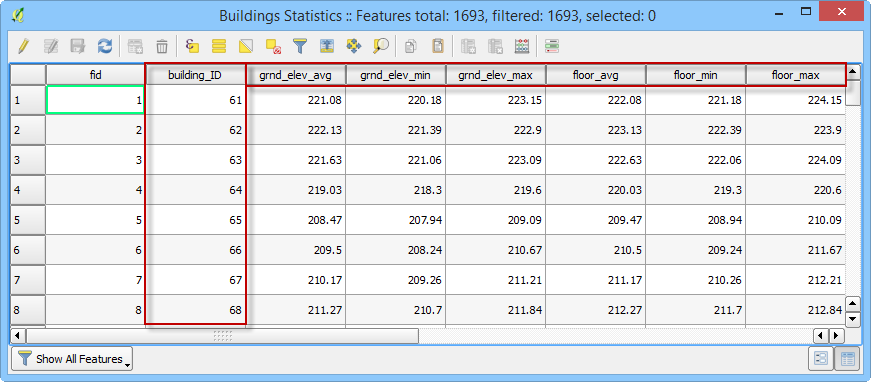 Buildings Statistics :: Features total: 1693, filtered: 1693, selected: 0
fid building_ID grnd_elev_avg grnd_elev_min grnd_elev_max floor_avg floor_min floor_max
1 1 61 221.08 220.18 223.15 222.08 221.18 224.15
2 2 62 222.13 221.39 222.9 223.13 222.39 223.9
3 3 63 221.63 221.06 223.09 222.63 222.06 224.09
4 4 64 219.03 218.3 219.6 220.03 219.3 220.6
5 5 65 208.47 207.94 209.09 209.47 208.94 210.09
6 6 66 209.5 208.24 210.67 210.5 209.24 211.67
7 7 67 210.17 209.26 211.21 211.17 210.26 212.21
8 8 68 211.27 210.7 211.84 212.27 211.7 212.84
Show All Features